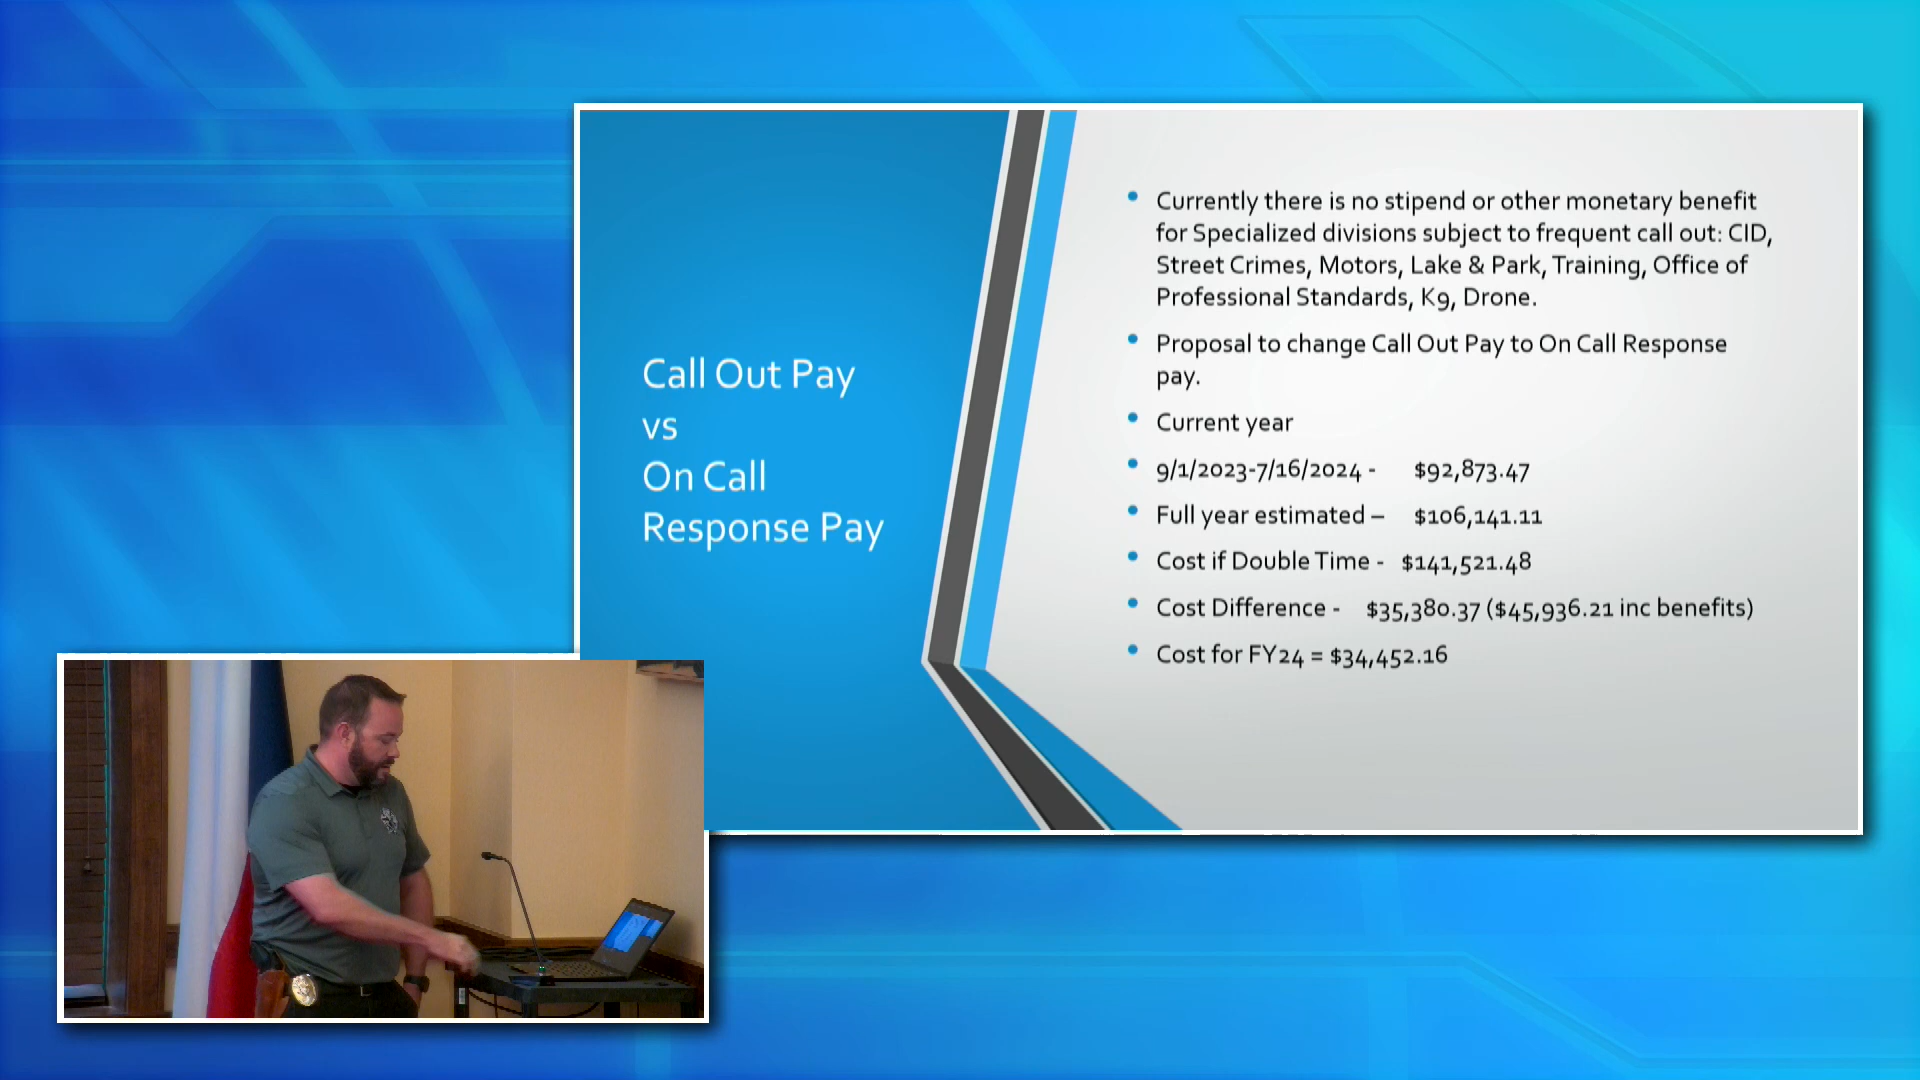 Call Out Pay
vs
On Call
Response Pay
• Currently there is no stipend or other monetary benefit
for Specialized divisions subject to frequent call out: CID,
Street Crimes, Motors, Lake & Park, Training, Office of
Professional Standards, K9, Drone.
• Proposal to change Call Out Pay to On Call Response
pay.
• Current year
• 9/1/2023-7/16/2024 - $92,873.47
• Full year estimated – $106,141.11
• Cost if Double Time - $141,521.48
• Cost Difference - $35,380.37 ($45,936.21 inc benefits)
• Cost for FY24 = $34,452.16